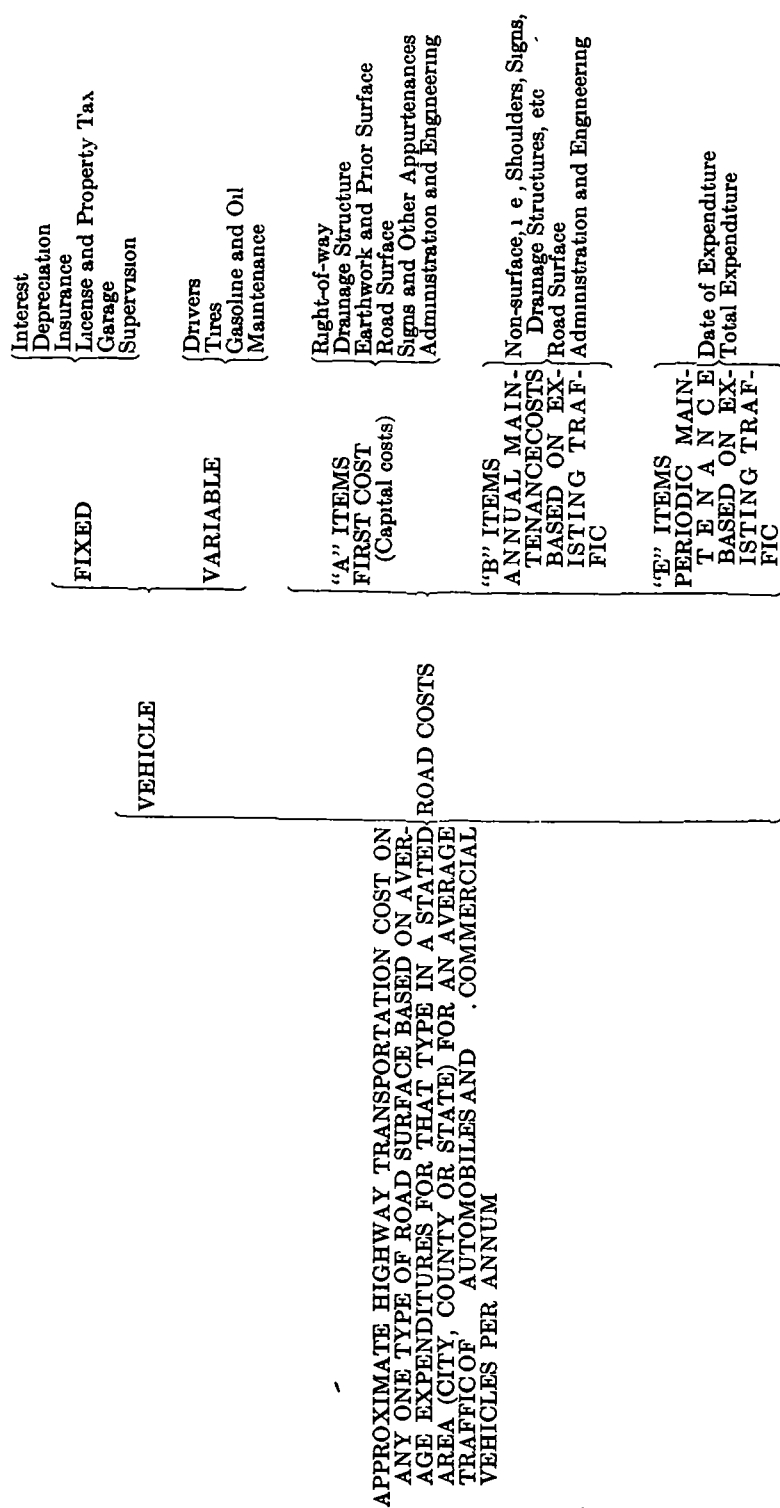 APPROXIMATE HIGHWAY TRANSPORTATION COST ON
ANY ONE TYPE OF ROAD SURFACE BASED ON AVER-
AGE EXPENDITURES FOR THAT TYPE IN A STATED
AREA (CITY, COUNTY OR STATE) FOR AN AVERAGE
TRAFFIC OF AUTOMOBILES AND . COMMERCIAL
VEHICLES PER ANNUM
VEHICLE
FIXED
Interest
Depreciation
Insurance
License and Property Tax
Garage
Supervision
VARIABLE
Drivers
Tires
Gasoline and Oil
Maintenance
ROAD COSTS
"A" ITEMS
FIRST COST
(Capital costs)
Right-of-way
Drainage Structure
Earthwork and Prior Surface
Road Surface
Signs and Other Appurtenances
Administration and Engineering
"B" ITEMS
ANNUAL MAIN-
TENANCE COSTS
BASED ON EX-
ISTING TRAF-
FIC
Non-surface, i e, Shoulders, Signs,
Drainage Structures, etc
Road Surface
Administration and Engineering
"E" ITEMS
PERIODIC MAIN-
TENANCE
BASED ON EX-
ISTING TRAF-
FIC
Date of Expenditure
Total Expenditure